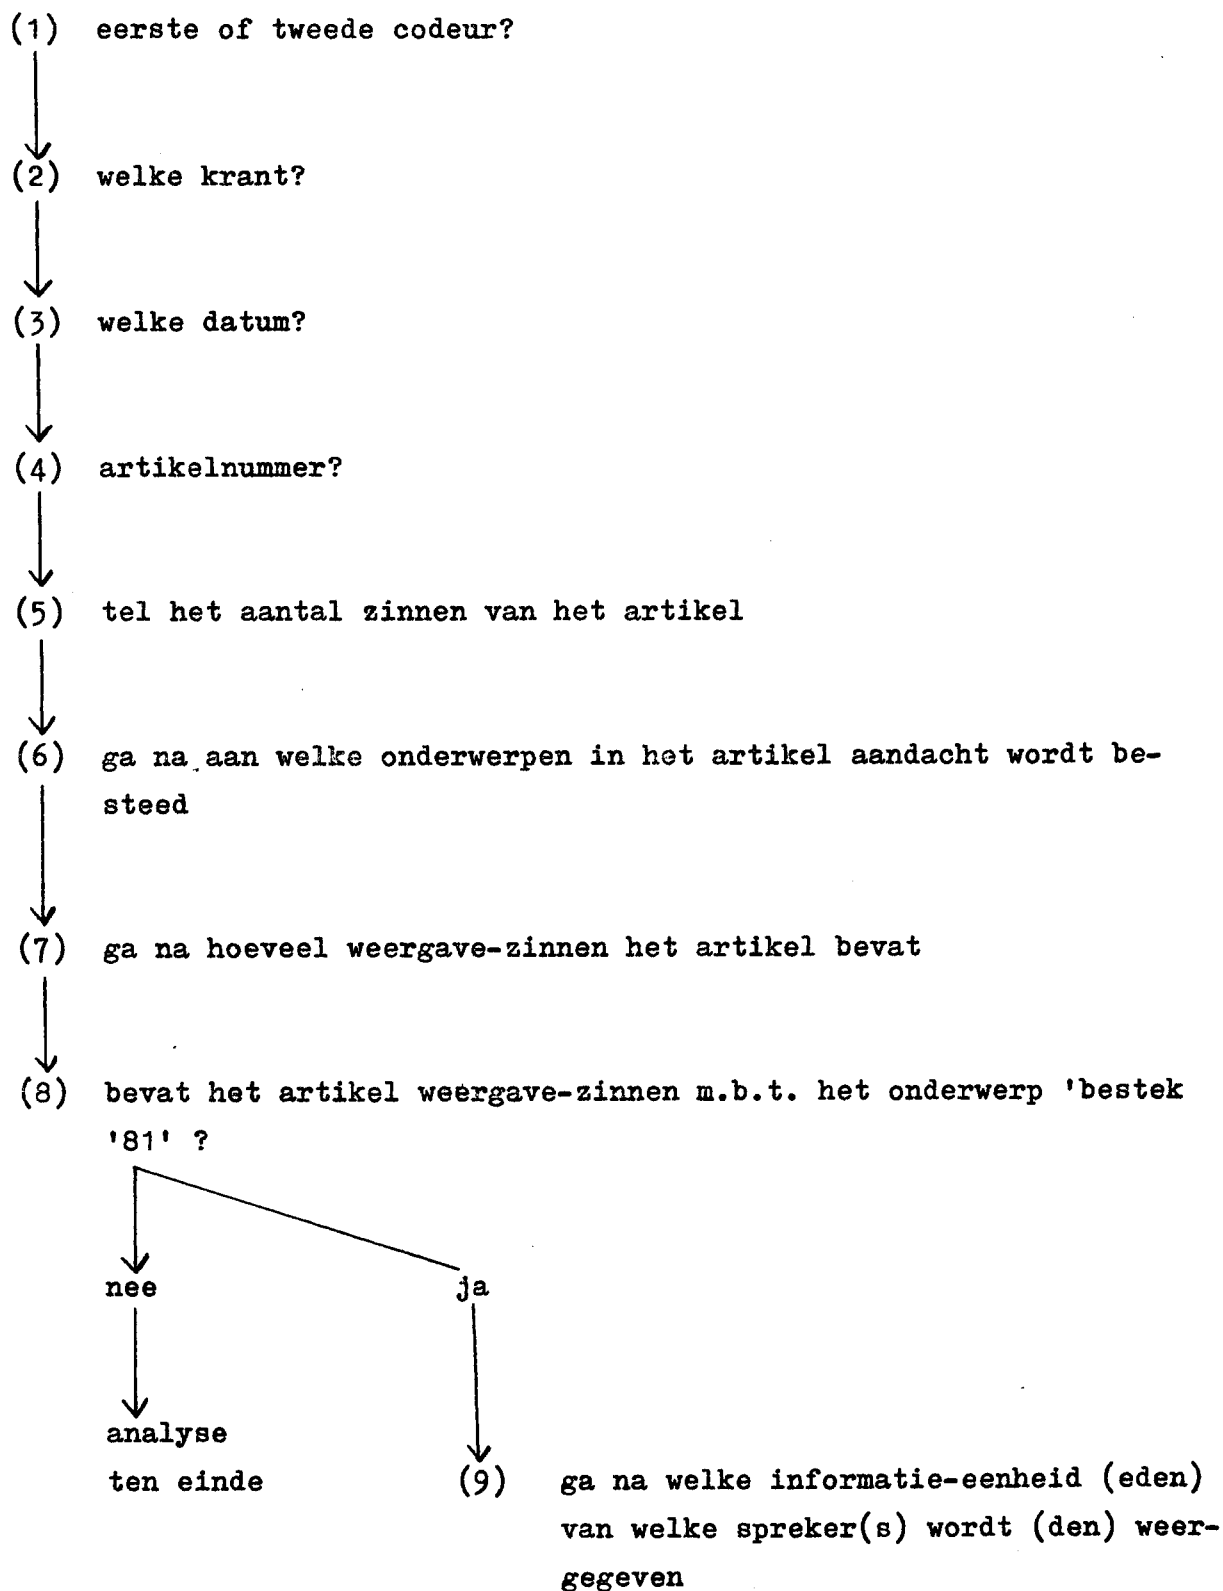 (1) eerste of tweede codeur?
(2) welke krant?
(3) welke datum?
(4) artikelnummer?
(5) tel het aantal zinnen van het artikel
(6) ga na aan welke onderwerpen in het artikel aandacht wordt be-
steed
(7) ga na hoeveel weergave-zinnen het artikel bevat
(8) bevat het artikel weergave-zinnen m.b.t. het onderwerp 'bestek
'81' ?
nee ja
analyse
ten einde (9) ga na welke informatie-eenheid (eden)
van welke spreker(s) wordt (den) weer-
gegeven